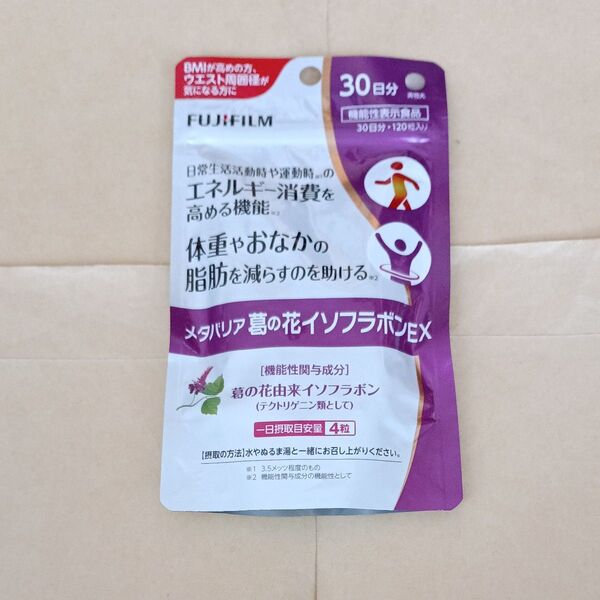 BMIが高めの方、
ウエスト周囲径が
気になる方に
30日分
FUJIFILM
機能性表示食品
30日分・120粒入り
日常生活活動時や運動時※1の
エネルギー消費を
高める機能※2
体重やおなかの
脂肪を減らすのを助ける※2
メタバリア 葛の花イソフラボンEX
[機能性関与成分]
葛の花由来イソフラボン
(テクトリゲニン類として)
一日摂取目安量 4粒
【摂取の方法】水やぬるま湯と一緒にお召し上がりください。
※1 3.5メッツ程度のもの
※2 機能性関与成分の機能性として